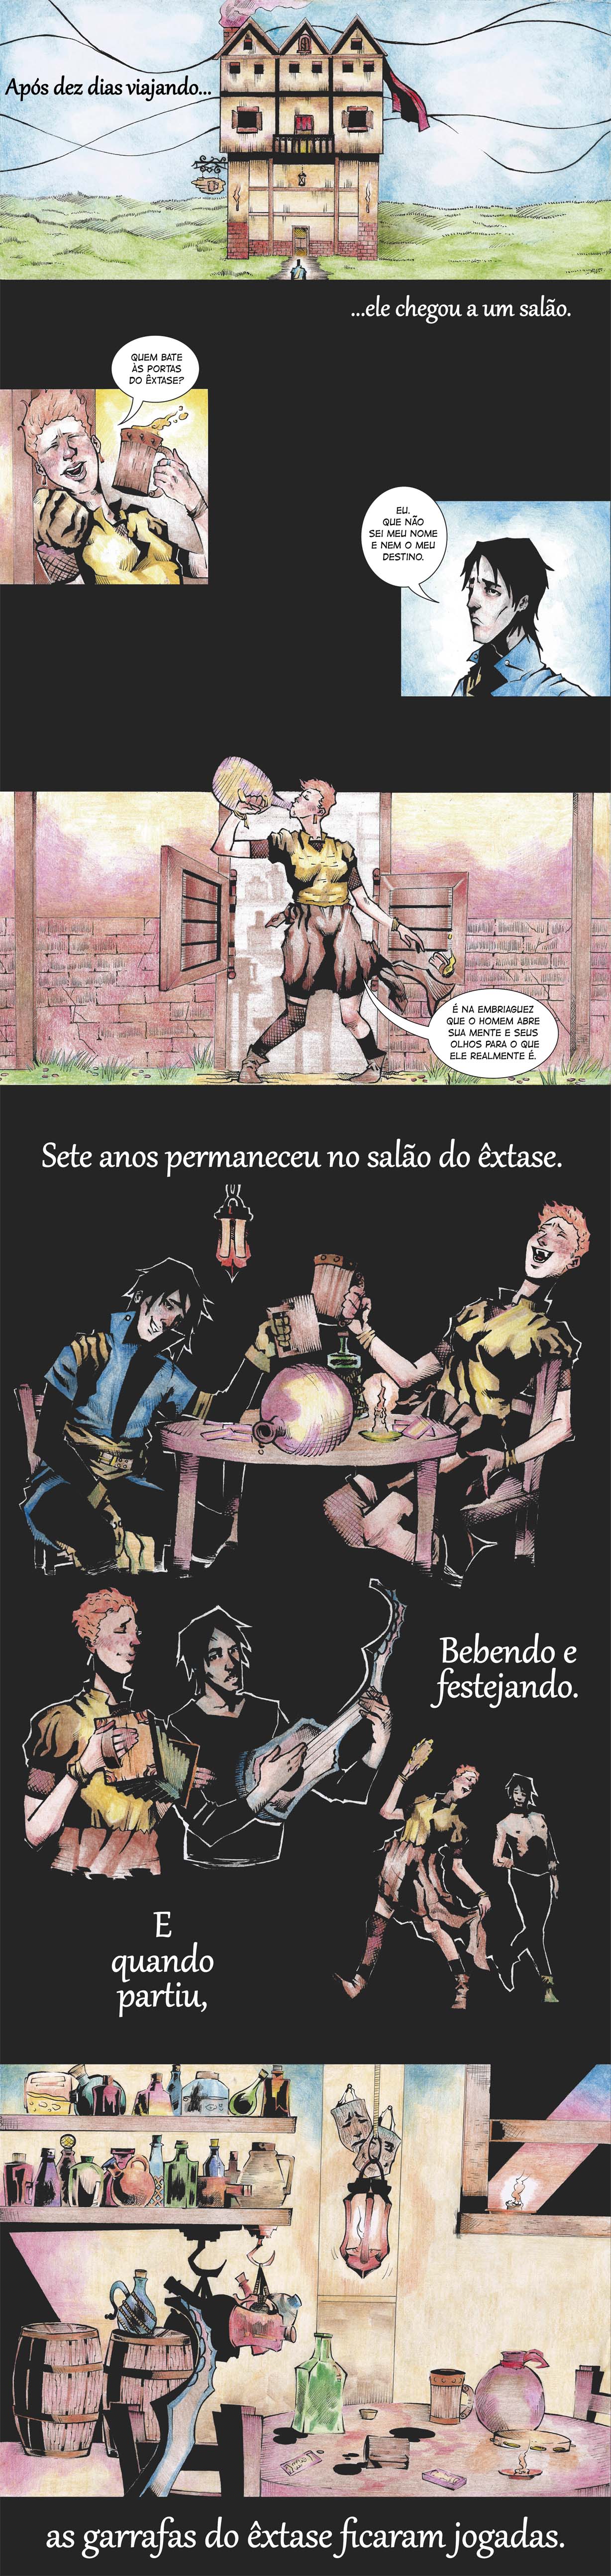 Após dez dias viajando...
...ele chegou a um salão.
QUEM BATE
ÀS PORTAS
DO ÊXTASE?
EU.
QUE NÃO
SEI MEU NOME
E NEM O MEU
DESTINO.
É NA EMBRIAGUEZ
QUE O HOMEM ABRE
SUA MENTE E SEUS
OLHOS PARA O QUE
ELE REALMENTE É.
Sete anos permaneceu no salão do êxtase.
Bebendo e
festejando.
E
quando
partiu,
as garrafas do êxtase ficaram jogadas.